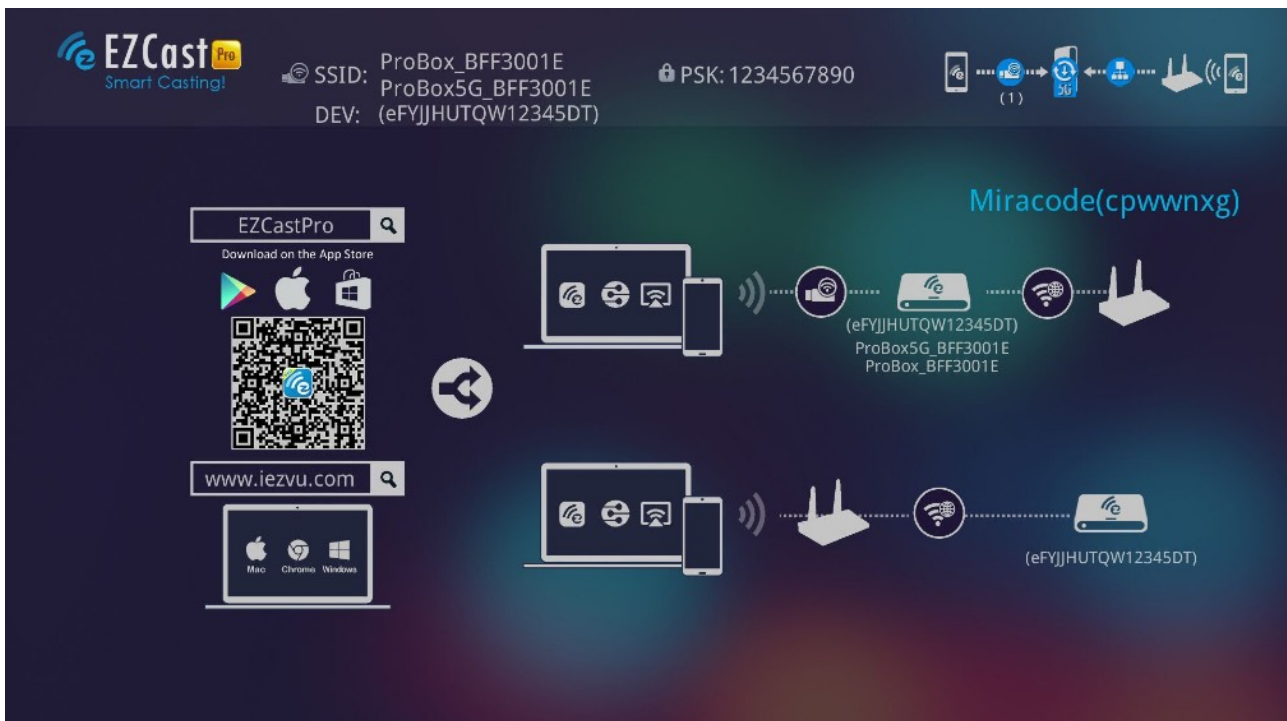 EZCast Pro
Smart Casting!
SSID: ProBox_BFF3001E
ProBox5G_BFF3001E
DEV: (eFYJJHUTQW12345DT)
PSK: 1234567890
5G
(1)
Miracode(cpwwnxg)
EZCastPro
Download on the App Store
www.iezvu.com
Mac Chrome Windows
(eFYJJHUTQW12345DT)
ProBox5G_BFF3001E
ProBox_BFF3001E
(eFYJJHUTQW12345DT)